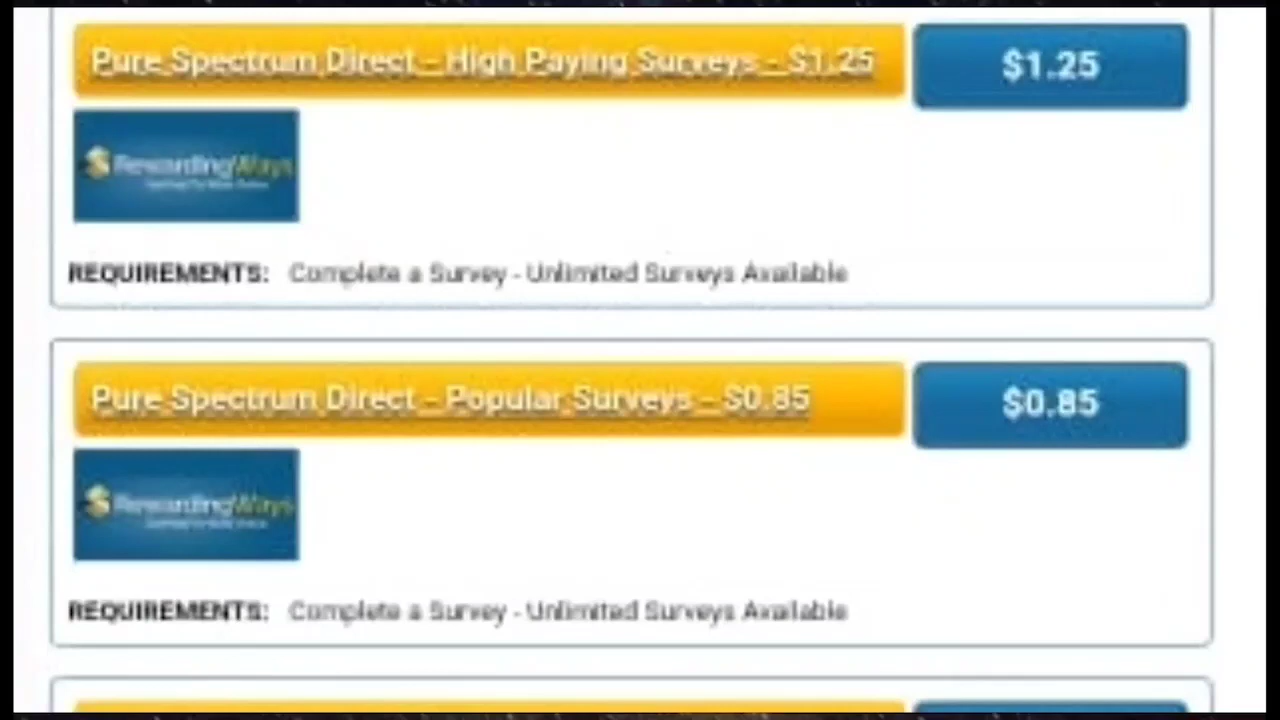 Pure Spectrum Direct - High Paying Surveys - $1.25
$1.25
RewardingWays
REQUIREMENTS: Complete a Survey - Unlimited Surveys Available
Pure Spectrum Direct - Popular Surveys - $0.85
$0.85
RewardingWays
REQUIREMENTS: Complete a Survey - Unlimited Surveys Available